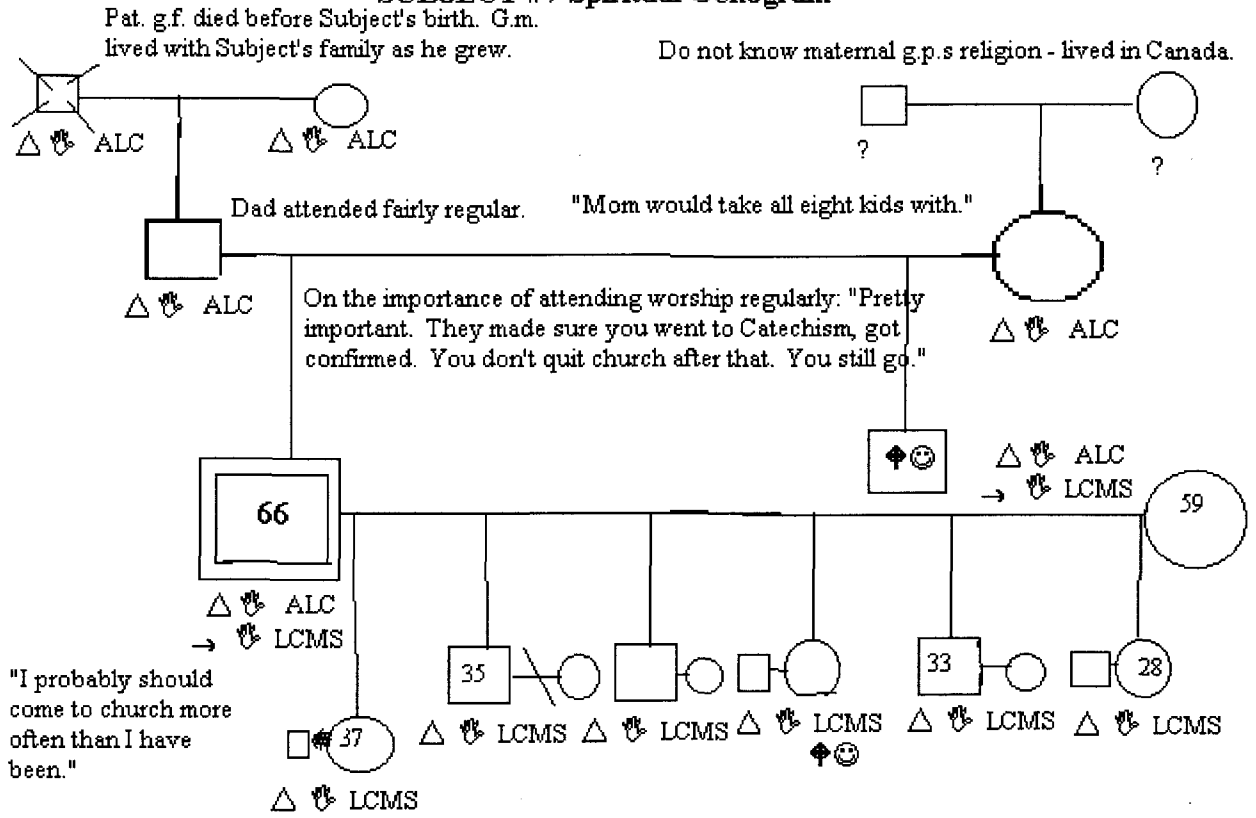 Spiritual Genogram
Pat. g.f. died before Subject's birth. G.m.
lived with Subject's family as he grew.
Do not know maternal g.p.s religion - lived in Canada.
ALC
ALC
?
?
Dad attended fairly regular.
"Mom would take all eight kids with."
ALC
ALC
On the importance of attending worship regularly: "Pretty
important. They made sure you went to Catechism, got
confirmed. You don't quit church after that. You still go."
66
ALC
→ LCMS
59
ALC
→ LCMS
"I probably should
come to church more
often than I have
been."
37
LCMS
35
LCMS
LCMS
LCMS
33
LCMS
28
LCMS